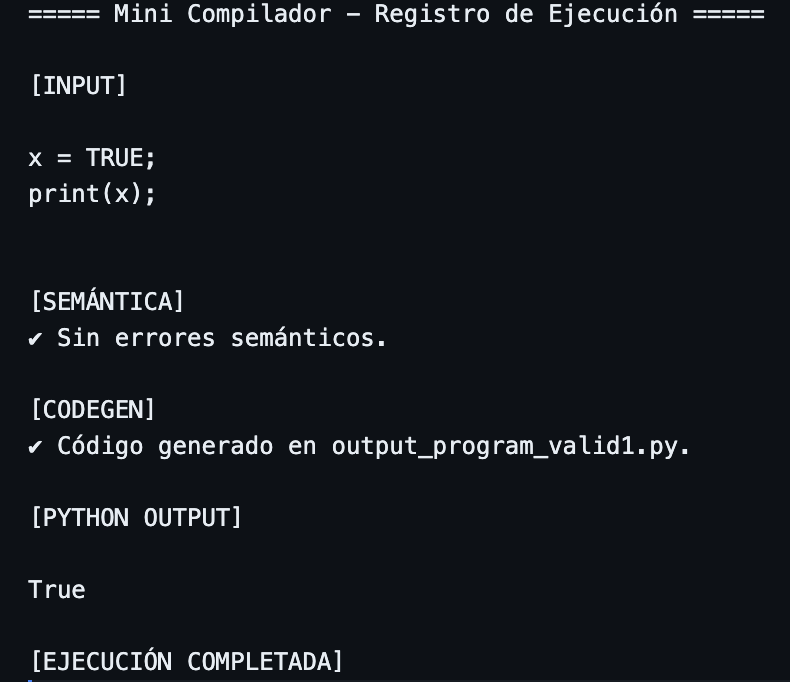 ===== Mini Compilador – Registro de Ejecución =====
[INPUT]
x = TRUE;
print(x);
[SEMÁNTICA]
✔ Sin errores semánticos.
[CODEGEN]
✔ Código generado en output_program_valid1.py.
[PYTHON OUTPUT]
True
[EJECUCIÓN COMPLETADA]